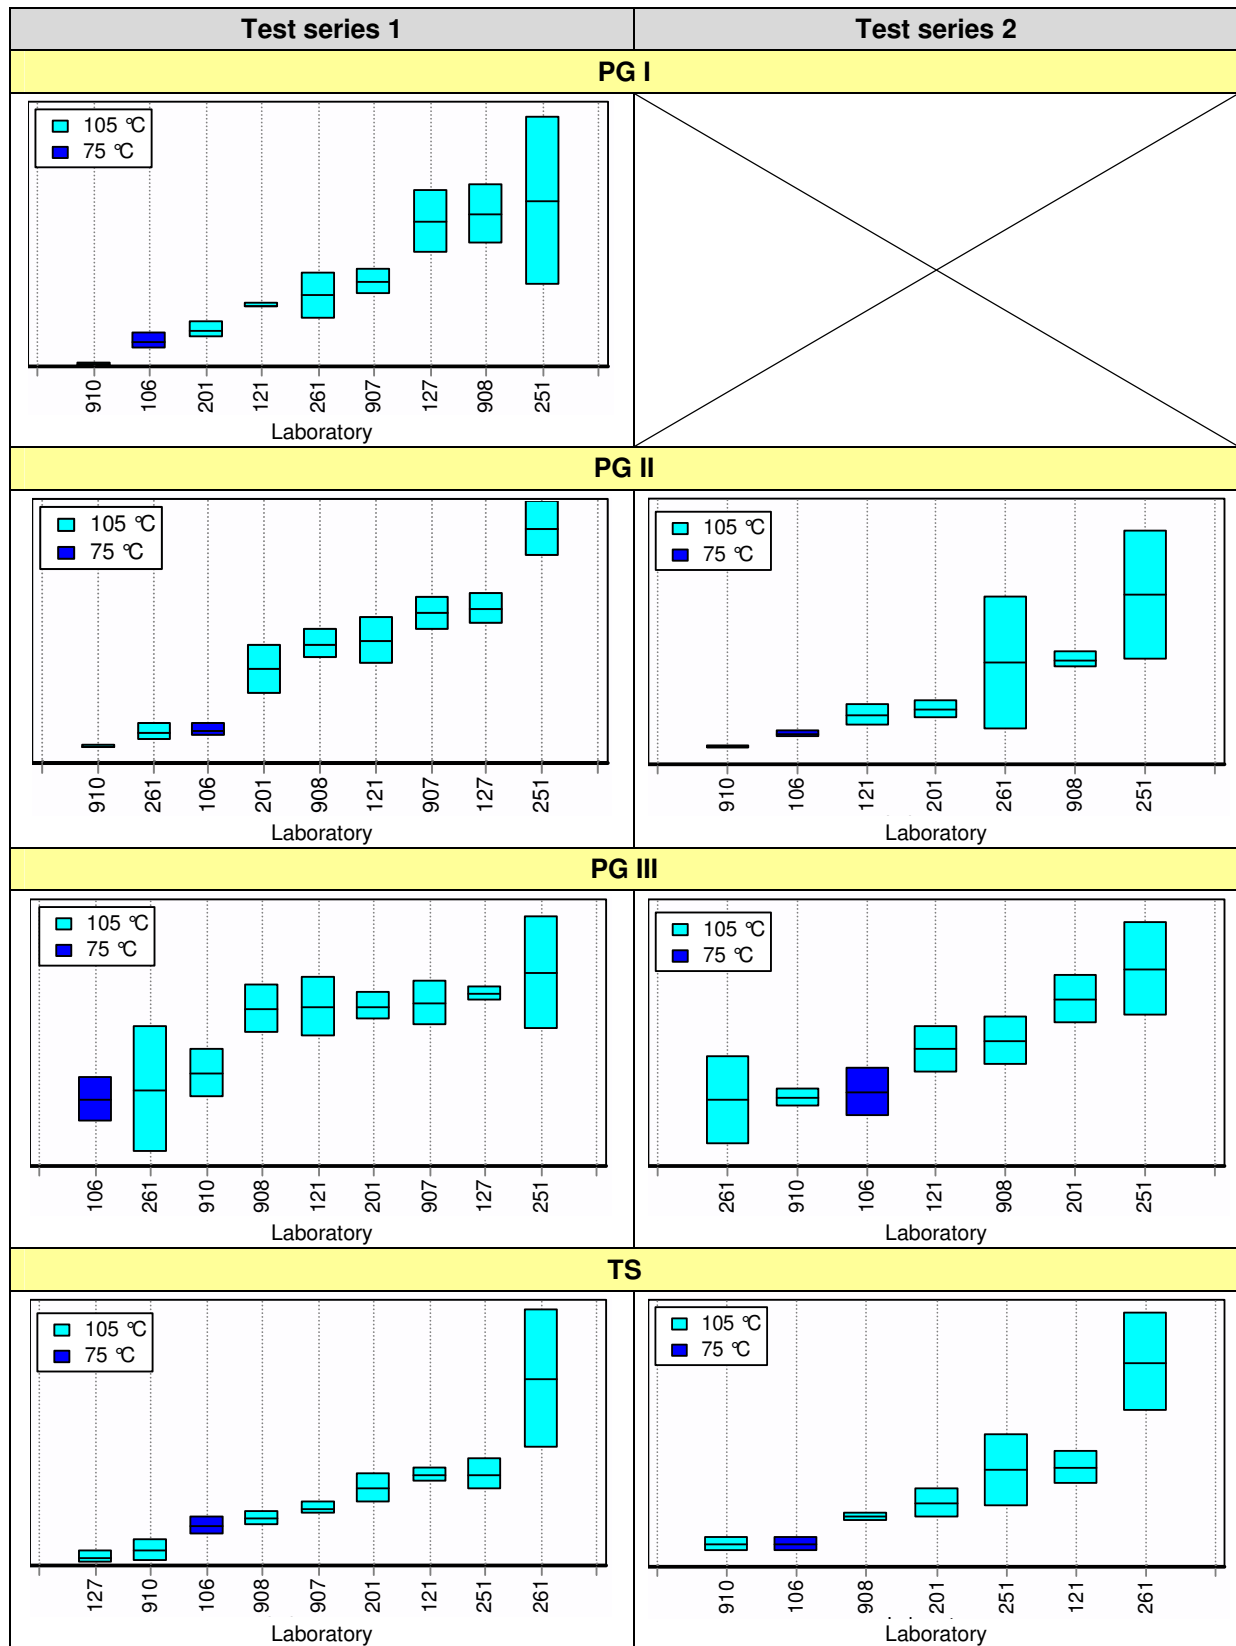 Test series 1
Test series 2
PG I
105 °C
75 °C
910 106 201 121 261 907 127 908 251
Laboratory
PG II
105 °C
75 °C
910 261 106 201 908 121 907 127 251
Laboratory
105 °C
75 °C
910 106 121 201 261 908 251
Laboratory
PG III
105 °C
75 °C
106 261 910 908 121 201 907 127 251
Laboratory
105 °C
75 °C
261 910 106 121 908 201 251
Laboratory
TS
105 °C
75 °C
127 910 106 908 907 201 121 251 261
Laboratory
105 °C
75 °C
910 106 908 201 251 121 261
Laboratory